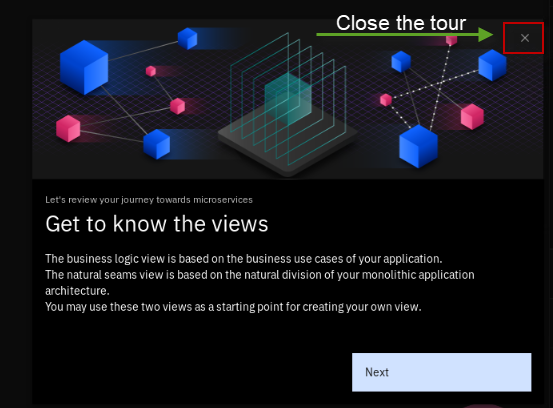 Close the tour
Let's review your journey towards microservices
Get to know the views
The business logic view is based on the business use cases of your application.
The natural seams view is based on the natural division of your monolithic application
architecture.
You may use these two views as a starting point for creating your own view.
Next